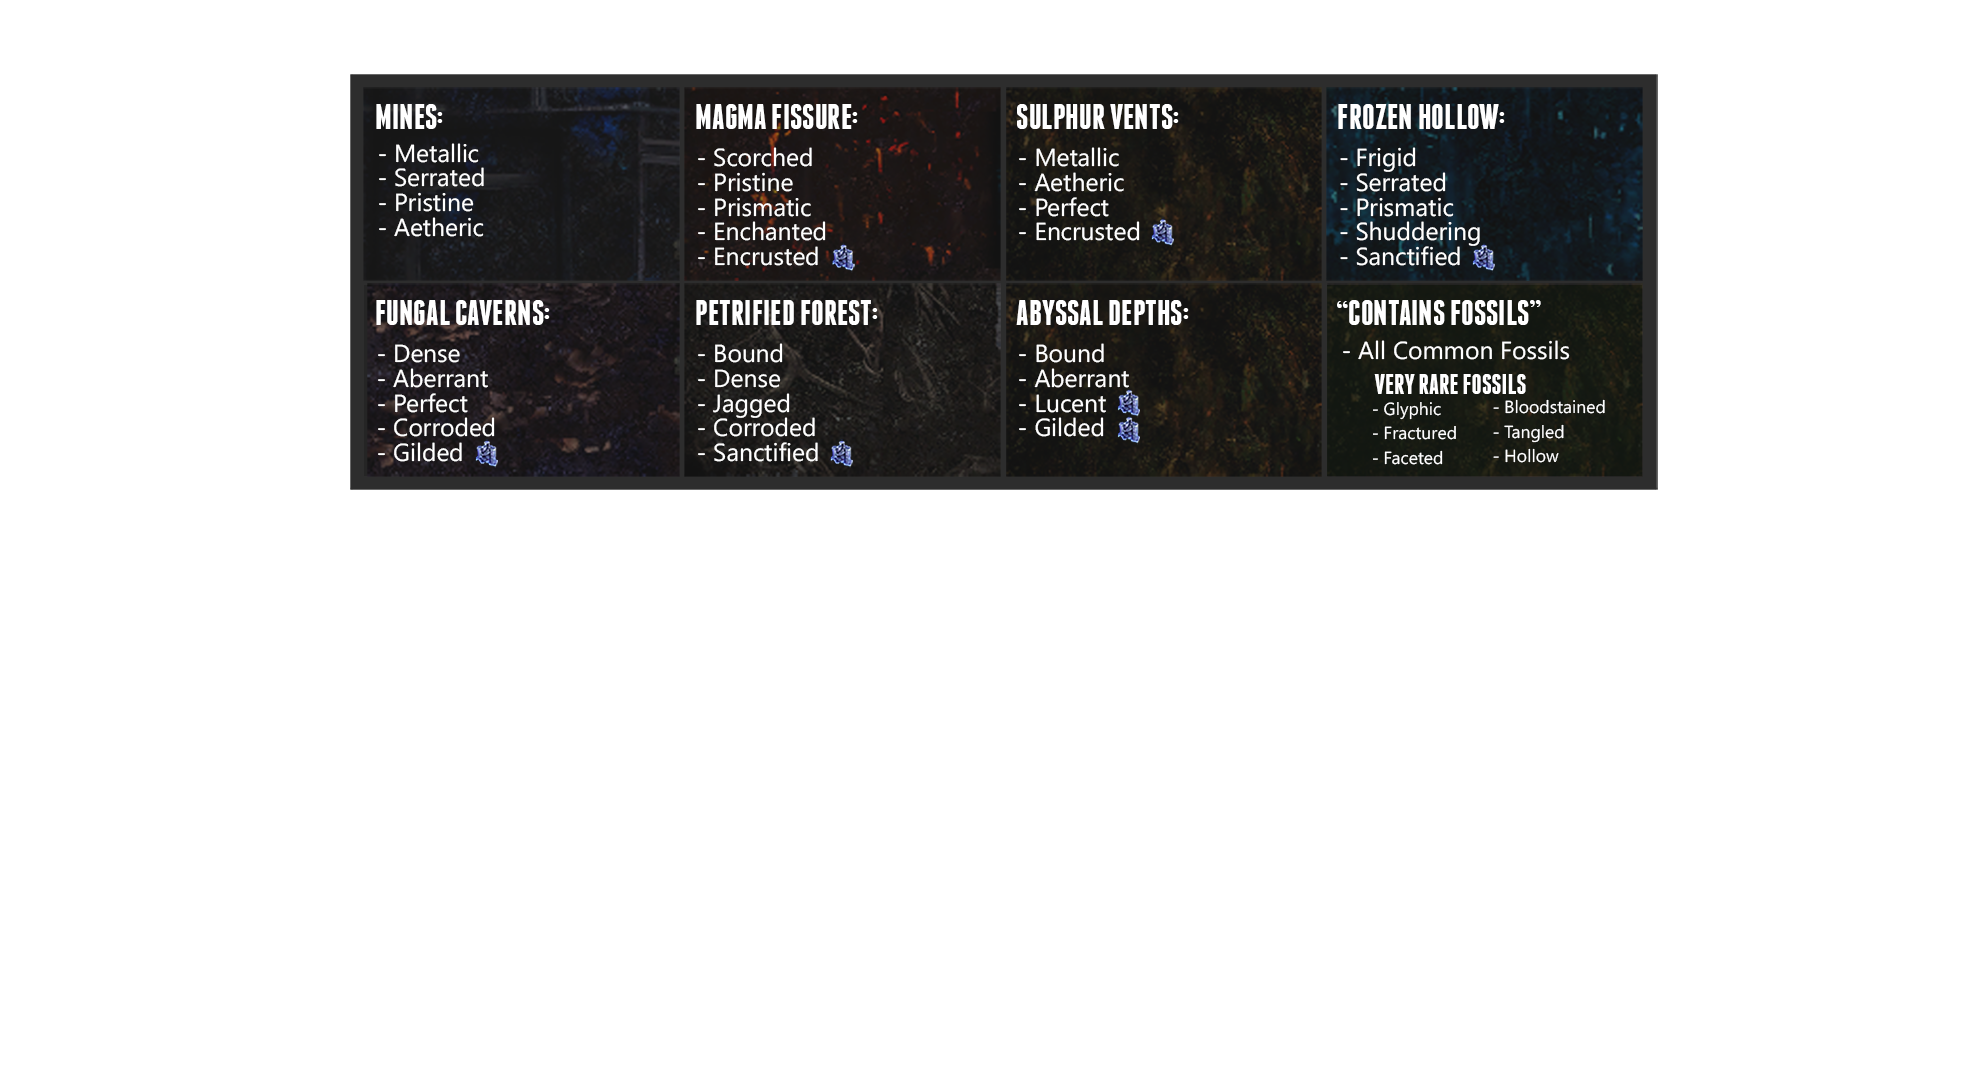 MINES:
- Metallic
- Serrated
- Pristine
- Aetheric
MAGMA FISSURE:
- Scorched
- Pristine
- Prismatic
- Enchanted
- Encrusted
SULPHUR VENTS:
- Metallic
- Aetheric
- Perfect
- Encrusted
FROZEN HOLLOW:
- Frigid
- Serrated
- Prismatic
- Shuddering
- Sanctified
FUNGAL CAVERNS:
- Dense
- Aberrant
- Perfect
- Corroded
- Gilded
PETRIFIED FOREST:
- Bound
- Dense
- Jagged
- Corroded
- Sanctified
ABYSSAL DEPTHS:
- Bound
- Aberrant
- Lucent
- Gilded
“CONTAINS FOSSILS”
- All Common Fossils
VERY RARE FOSSILS
- Glyphic
- Fractured
- Faceted
- Bloodstained
- Tangled
- Hollow